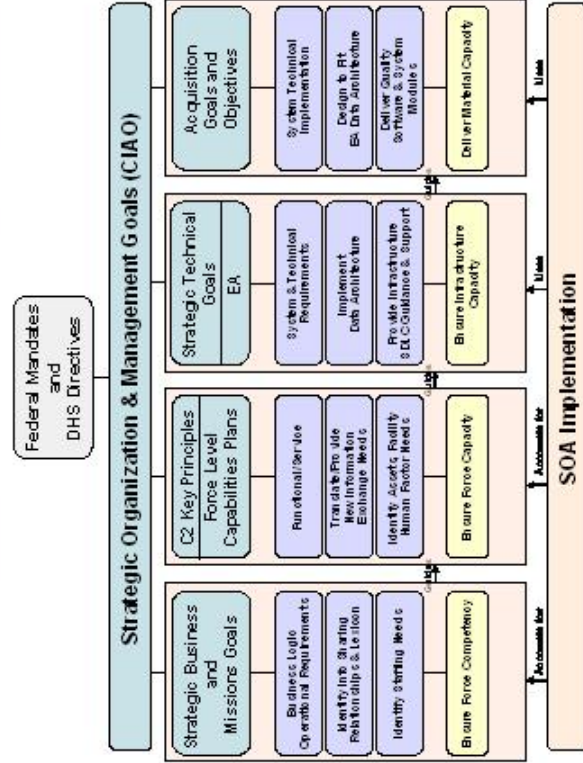 Federal Mandates
and
DHS Directives
Strategic Organization & Management Goals (CIAO)
Strategic Business
and
Missions Goals
Business Logic
Operational Requirements
Identify Info Sharing
Relationships & Lexicon
Identify Staffing Needs
Ensure Force Competency
Accounts for
Guides
C2 Key Principles
Force Level
Capabilities Plans
Functional/Service
Translate/Provide
New Information
Exchange Needs
Identify Assets Facility
Human Factor Needs
Ensure Force Capacity
Accounts for
Guides
Strategic Technical
Goals
EA
System & Technical
Requirements
Implement
Data Architecture
Provide Infrastructure
SDLC Guidance & Support
Ensure Infrastructure
Capacity
Uses
Guides
Acquisition
Goals and
Objectives
System Technical
Implementation
Design to Fit
EA Data Architecture
Deliver Quality
Software & System
Modules
Deliver Material Capacity
Uses
SOA Implementation